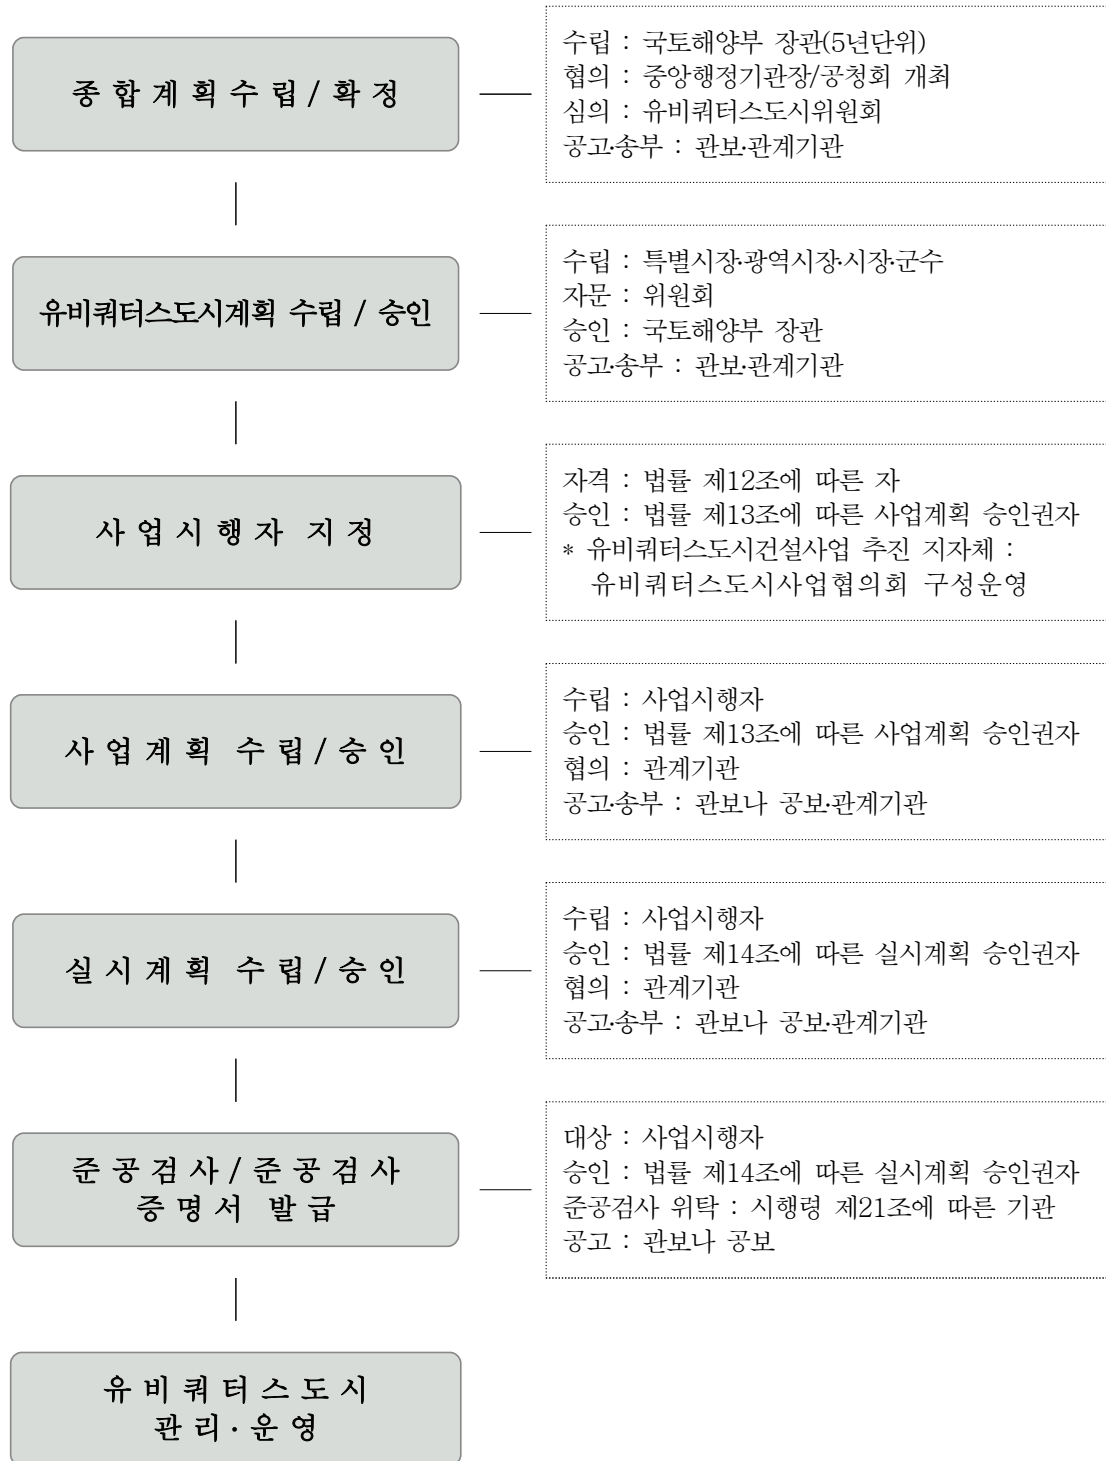 종합계획수립/확정
수립 : 국토해양부 장관(5년단위)
협의 : 중앙행정기관장/공청회 개최
심의 : 유비쿼터스도시위원회
공고·송부 : 관보·관계기관
유비쿼터스도시계획 수립 / 승인
수립 : 특별시장·광역시장·시장·군수
자문 : 위원회
승인 : 국토해양부 장관
공고·송부 : 관보·관계기관
사업시행자 지정
자격 : 법률 제12조에 따른 자
승인 : 법률 제13조에 따른 사업계획 승인권자
* 유비쿼터스도시건설사업 추진 지자체 :
유비쿼터스도시사업협의회 구성운영
사업계획 수립/승인
수립 : 사업시행자
승인 : 법률 제13조에 따른 사업계획 승인권자
협의 : 관계기관
공고·송부 : 관보나 공보·관계기관
실시계획 수립/승인
수립 : 사업시행자
승인 : 법률 제14조에 따른 실시계획 승인권자
협의 : 관계기관
공고·송부 : 관보나 공보·관계기관
준공검사/준공검사
증명서 발급
대상 : 사업시행자
승인 : 법률 제14조에 따른 실시계획 승인권자
준공검사 위탁 : 시행령 제21조에 따른 기관
공고 : 관보나 공보
유비쿼터스도시
관리·운영